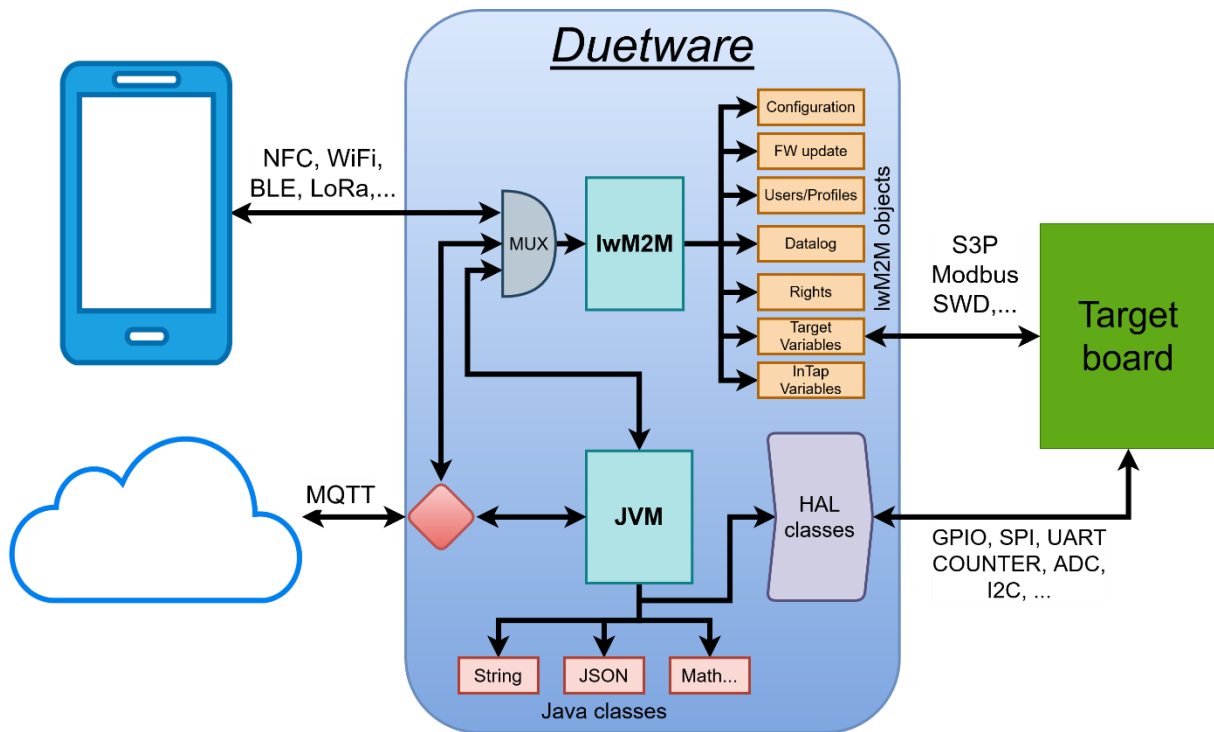 Duetware
NFC, WiFi,
BLE, LoRa,...
MUX
lwM2M
Configuration
FW update
Users/Profiles
Datalog
Rights
Target
Variables
InTap
Variables
lwM2M objects
S3P
Modbus
SWD,...
Target
board
MQTT
JVM
HAL
classes
GPIO, SPI, UART
COUNTER, ADC,
I2C, ...
String
JSON
Math...
Java classes